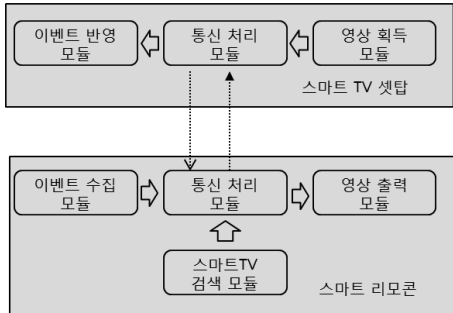 이벤트 반영
모듈
통신 처리
모듈
영상 획득
모듈
스마트 TV 셋탑
이벤트 수집
모듈
통신 처리
모듈
영상 출력
모듈
스마트TV
검색 모듈
스마트 리모콘